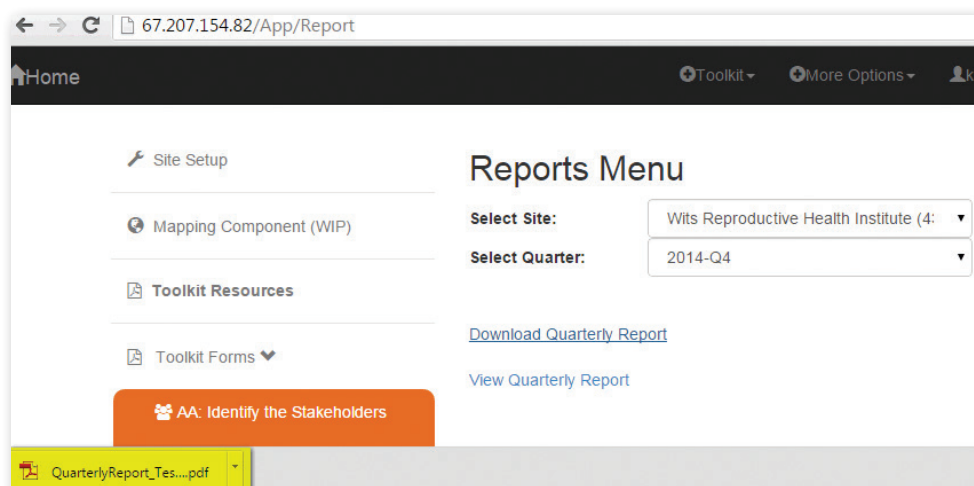 67.207.154.82/App/Report
Home
Toolkit
More Options
k
Site Setup
Mapping Component (WIP)
Toolkit Resources
Toolkit Forms
AA: Identify the Stakeholders
Reports Menu
Select Site: Wits Reproductive Health Institute (4:
Select Quarter: 2014-Q4
Download Quarterly Report
View Quarterly Report
QuarterlyReport_Tes....pdf